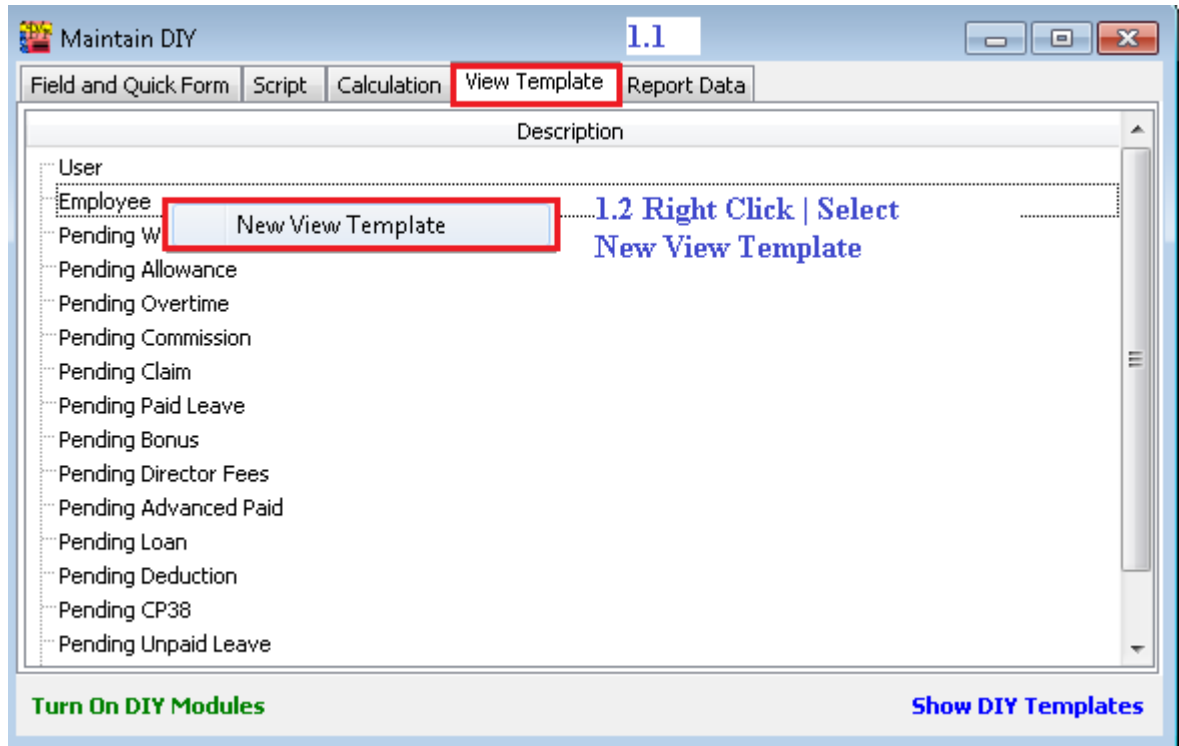 Maintain DIY 1.1
Field and Quick Form Script Calculation View Template Report Data
Description
User
Employee
1.2 Right Click | Select
New View Template
New View Template
Pending W
Pending Allowance
Pending Overtime
Pending Commission
Pending Claim
Pending Paid Leave
Pending Bonus
Pending Director Fees
Pending Advanced Paid
Pending Loan
Pending Deduction
Pending CP38
Pending Unpaid Leave
Turn On DIY Modules Show DIY Templates